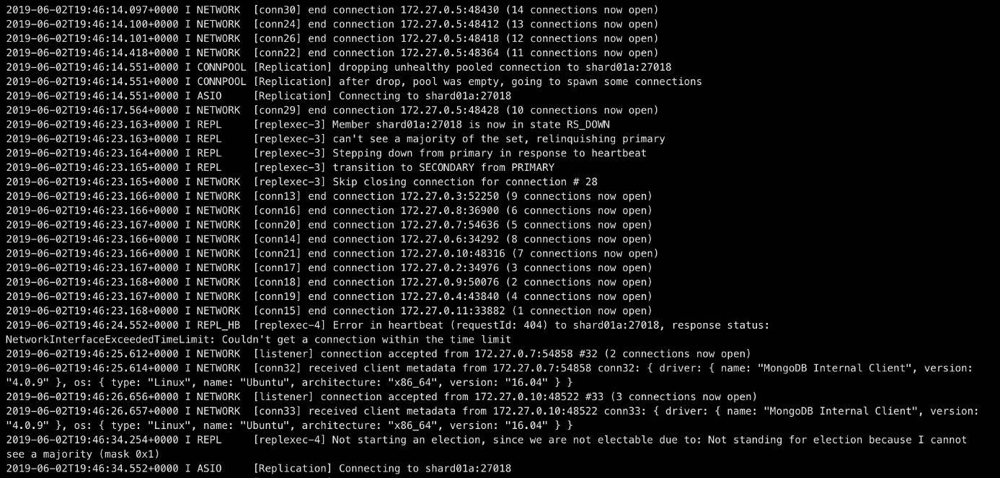 2019-06-02T19:46:14.097+0000 I NETWORK  [conn30] end connection 172.27.0.5:48430 (14 connections now open)
2019-06-02T19:46:14.100+0000 I NETWORK  [conn24] end connection 172.27.0.5:48412 (13 connections now open)
2019-06-02T19:46:14.101+0000 I NETWORK  [conn26] end connection 172.27.0.5:48418 (12 connections now open)
2019-06-02T19:46:14.418+0000 I NETWORK  [conn22] end connection 172.27.0.5:48364 (11 connections now open)
2019-06-02T19:46:14.551+0000 I CONNPOOL [Replication] dropping unhealthy pooled connection to shard01a:27018
2019-06-02T19:46:14.551+0000 I CONNPOOL [Replication] after drop, pool was empty, going to spawn some connections
2019-06-02T19:46:14.551+0000 I ASIO     [Replication] Connecting to shard01a:27018
2019-06-02T19:46:17.564+0000 I NETWORK  [conn29] end connection 172.27.0.5:48428 (10 connections now open)
2019-06-02T19:46:23.163+0000 I REPL     [replexec-3] Member shard01a:27018 is now in state RS_DOWN
2019-06-02T19:46:23.163+0000 I REPL     [replexec-3] can't see a majority of the set, relinquishing primary
2019-06-02T19:46:23.164+0000 I REPL     [replexec-3] Stepping down from primary in response to heartbeat
2019-06-02T19:46:23.165+0000 I REPL     [replexec-3] transition to SECONDARY from PRIMARY
2019-06-02T19:46:23.165+0000 I NETWORK  [replexec-3] Skip closing connection for connection # 28
2019-06-02T19:46:23.166+0000 I NETWORK  [conn13] end connection 172.27.0.3:52250 (9 connections now open)
2019-06-02T19:46:23.166+0000 I NETWORK  [conn16] end connection 172.27.0.8:36900 (6 connections now open)
2019-06-02T19:46:23.167+0000 I NETWORK  [conn20] end connection 172.27.0.7:54636 (5 connections now open)
2019-06-02T19:46:23.166+0000 I NETWORK  [conn14] end connection 172.27.0.6:34292 (8 connections now open)
2019-06-02T19:46:23.166+0000 I NETWORK  [conn21] end connection 172.27.0.10:48316 (7 connections now open)
2019-06-02T19:46:23.167+0000 I NETWORK  [conn17] end connection 172.27.0.2:34976 (3 connections now open)
2019-06-02T19:46:23.168+0000 I NETWORK  [conn18] end connection 172.27.0.9:50076 (2 connections now open)
2019-06-02T19:46:23.167+0000 I NETWORK  [conn19] end connection 172.27.0.4:43840 (4 connections now open)
2019-06-02T19:46:23.168+0000 I NETWORK  [conn15] end connection 172.27.0.11:33882 (1 connection now open)
2019-06-02T19:46:24.552+0000 I REPL_HB  [replexec-4] Error in heartbeat (requestId: 404) to shard01a:27018, response status:
NetworkInterfaceExceededTimeLimit: Couldn't get a connection within the time limit
2019-06-02T19:46:25.612+0000 I NETWORK  [listener] connection accepted from 172.27.0.7:54858 #32 (2 connections now open)
2019-06-02T19:46:25.614+0000 I NETWORK  [conn32] received client metadata from 172.27.0.7:54858 conn32: { driver: { name: "MongoDB Internal Client", version:
"4.0.9" }, os: { type: "Linux", name: "Ubuntu", architecture: "x86_64", version: "16.04" } }
2019-06-02T19:46:26.656+0000 I NETWORK  [listener] connection accepted from 172.27.0.10:48522 #33 (3 connections now open)
2019-06-02T19:46:26.657+0000 I NETWORK  [conn33] received client metadata from 172.27.0.10:48522 conn33: { driver: { name: "MongoDB Internal Client", version:
"4.0.9" }, os: { type: "Linux", name: "Ubuntu", architecture: "x86_64", version: "16.04" } }
2019-06-02T19:46:34.254+0000 I REPL     [replexec-4] Not starting an election, since we are not electable due to: Not standing for election because I cannot
see a majority (mask 0x1)
2019-06-02T19:46:34.552+0000 I ASIO     [Replication] Connecting to shard01a:27018